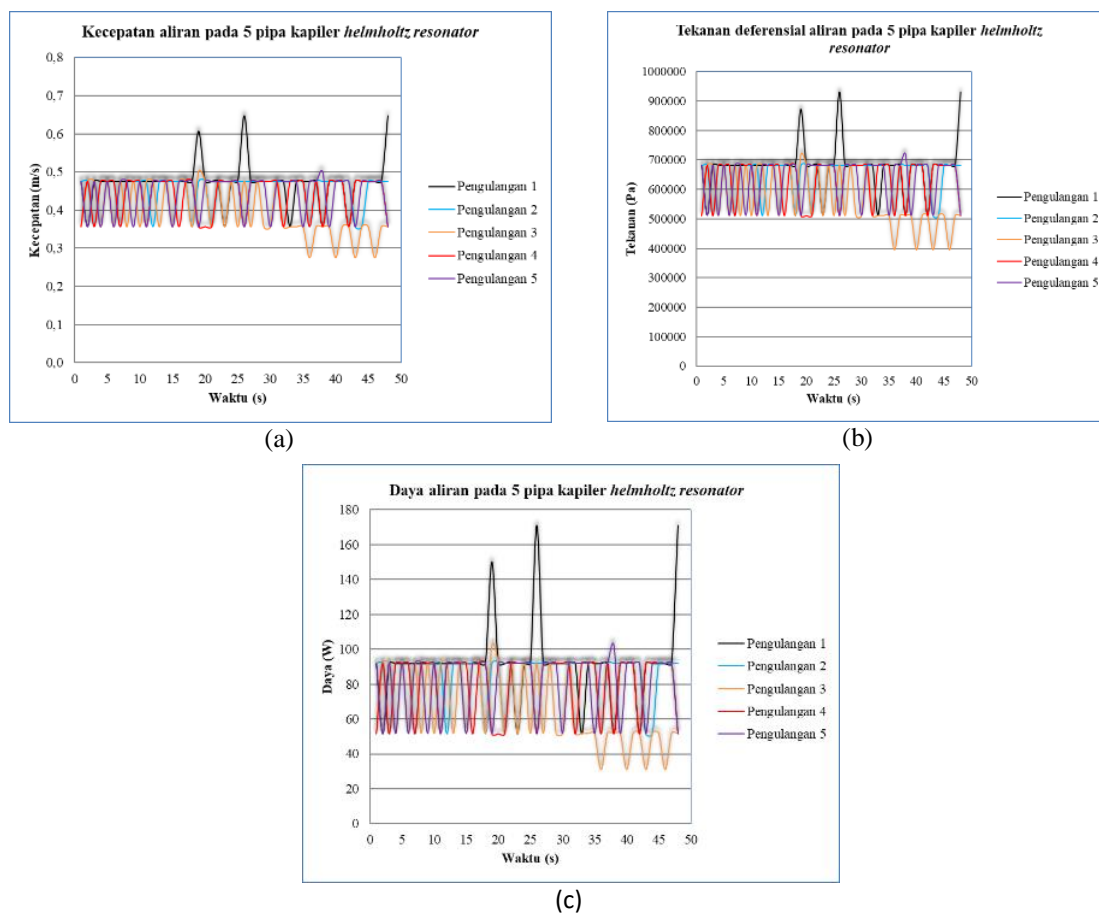 Kecepatan aliran pada 5 pipa kapiler helmholtz resonator
Kecepatan (m/s)
0,8
0,7
0,6
0,5
0,4
0,3
0,2
0,1
0,0
0 5 10 15 20 25 30 35 40 45 50
Waktu (s)
Pengulangan 1
Pengulangan 2
Pengulangan 3
Pengulangan 4
Pengulangan 5
(a)
Tekanan deferensial aliran pada 5 pipa kapiler helmholtz
resonator
Tekanan (Pa)
1000000
900000
800000
700000
600000
500000
400000
300000
200000
100000
0
0 5 10 15 20 25 30 35 40 45 50
Waktu (s)
Pengulangan 1
Pengulangan 2
Pengulangan 3
Pengulangan 4
Pengulangan 5
(b)
Daya aliran pada 5 pipa kapiler helmholtz resonator
Daya (W)
180
160
140
120
100
80
60
40
20
0
0 5 10 15 20 25 30 35 40 45 50
Waktu (s)
Pengulangan 1
Pengulangan 2
Pengulangan 3
Pengulangan 4
Pengulangan 5
(c)